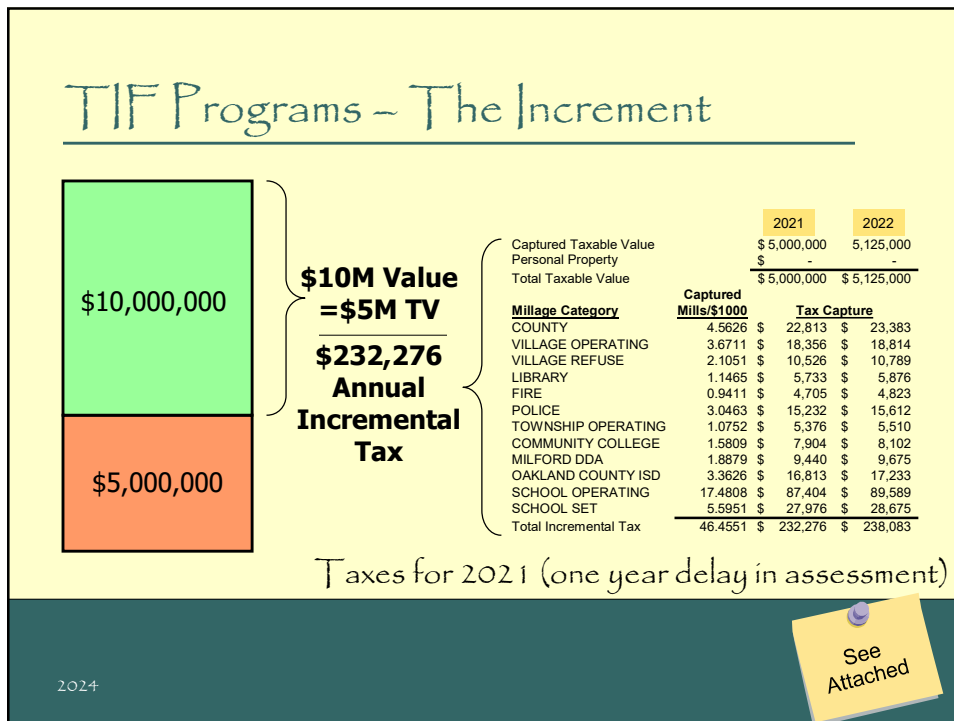 TIF Programs – The Increment
$10,000,000
$5,000,000
$10M Value
=$5M TV
$232,276
Annual
Incremental
Tax
2021 2022
Captured Taxable Value $ 5,000,000 5,125,000
Personal Property $ - -
Total Taxable Value $ 5,000,000 $ 5,125,000
Captured
Millage Category Mills/$1000 Tax Capture
COUNTY 4.5626 $ 22,813 $ 23,383
VILLAGE OPERATING 3.6711 $ 18,356 $ 18,814
VILLAGE REFUSE 2.1051 $ 10,526 $ 10,789
LIBRARY 1.1465 $ 5,733 $ 5,876
FIRE 0.9411 $ 4,705 $ 4,823
POLICE 3.0463 $ 15,232 $ 15,612
TOWNSHIP OPERATING 1.0752 $ 5,376 $ 5,510
COMMUNITY COLLEGE 1.5809 $ 7,904 $ 8,102
MILFORD DDA 1.8879 $ 9,440 $ 9,675
OAKLAND COUNTY ISD 3.3626 $ 16,813 $ 17,233
SCHOOL OPERATING 17.4808 $ 87,404 $ 89,589
SCHOOL SET 5.5951 $ 27,976 $ 28,675
Total Incremental Tax 46.4551 $ 232,276 $ 238,083
Taxes for 2021 (one year delay in assessment)
See
Attached
2024